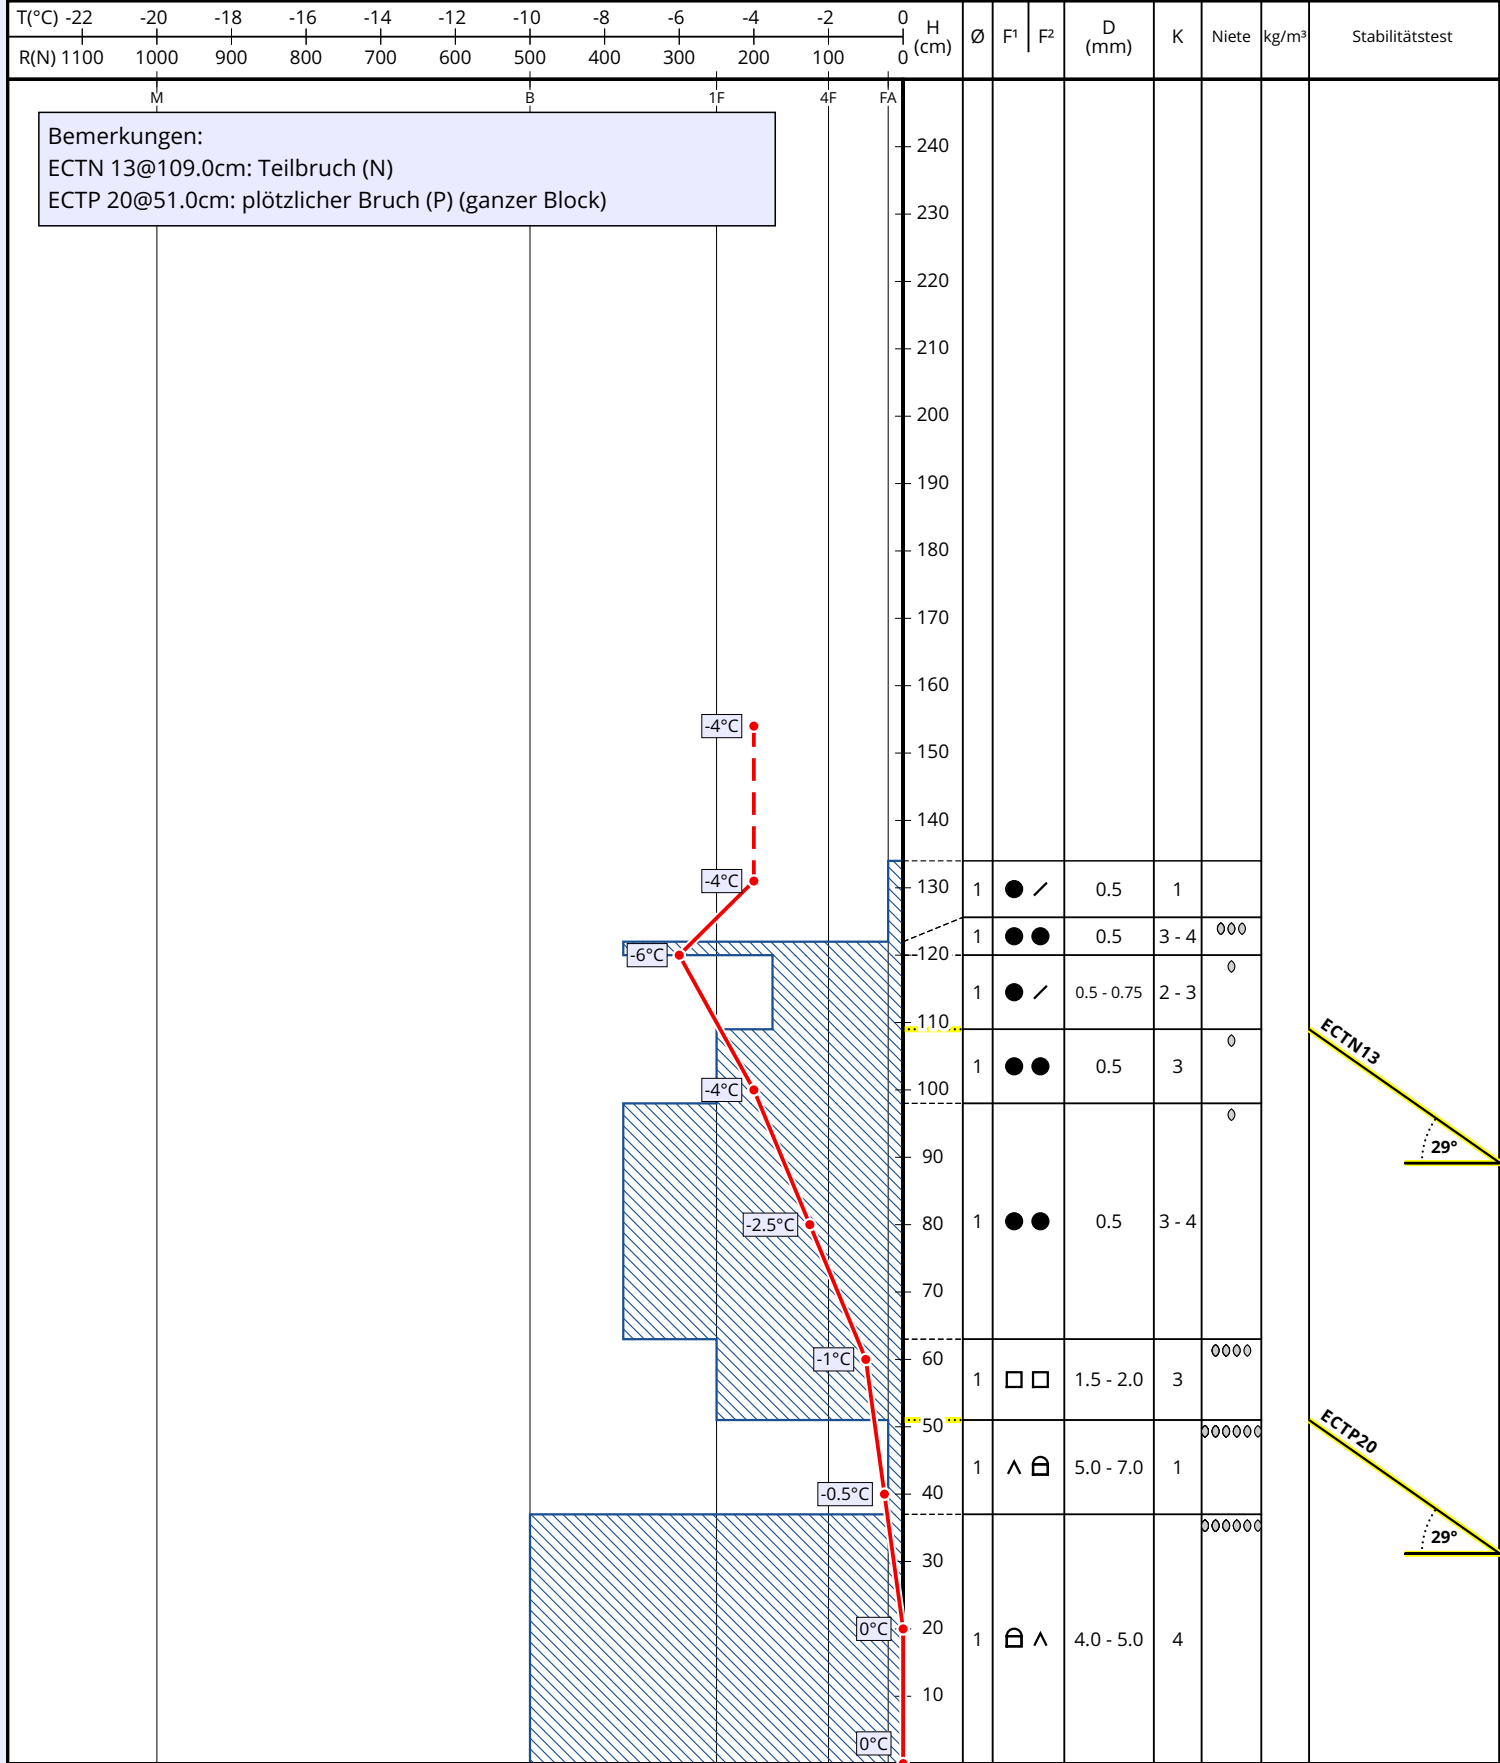 T(°C) -22 -20 -18 -16 -14 -12 -10 -8 -6 -4 -2 0
R(N) 1100 1000 900 800 700 600 500 400 300 200 100 0
H (cm) Ø F¹ F² D (mm) K Niete kg/m³ Stabilitätstest
M B 1F 4F FA
Bemerkungen:
ECTN 13@109.0cm: Teilbruch (N)
ECTP 20@51.0cm: plötzlicher Bruch (P) (ganzer Block)
240
230
220
210
200
190
180
170
160
-4°C
150
140
-4°C
130 1 0.5 1
1 0.5 3 - 4
-6°C 120
1 0.5 - 0.75 2 - 3
110
ECTN13
1 0.5 3
-4°C 100
29°
90
-2.5°C 80 1 0.5 3 - 4
70
-1°C 60
1 1.5 - 2.0 3
50
ECTP20
1 5.0 - 7.0 1
-0.5°C 40
29°
30
0°C 20
1 4.0 - 5.0 4
10
0°C